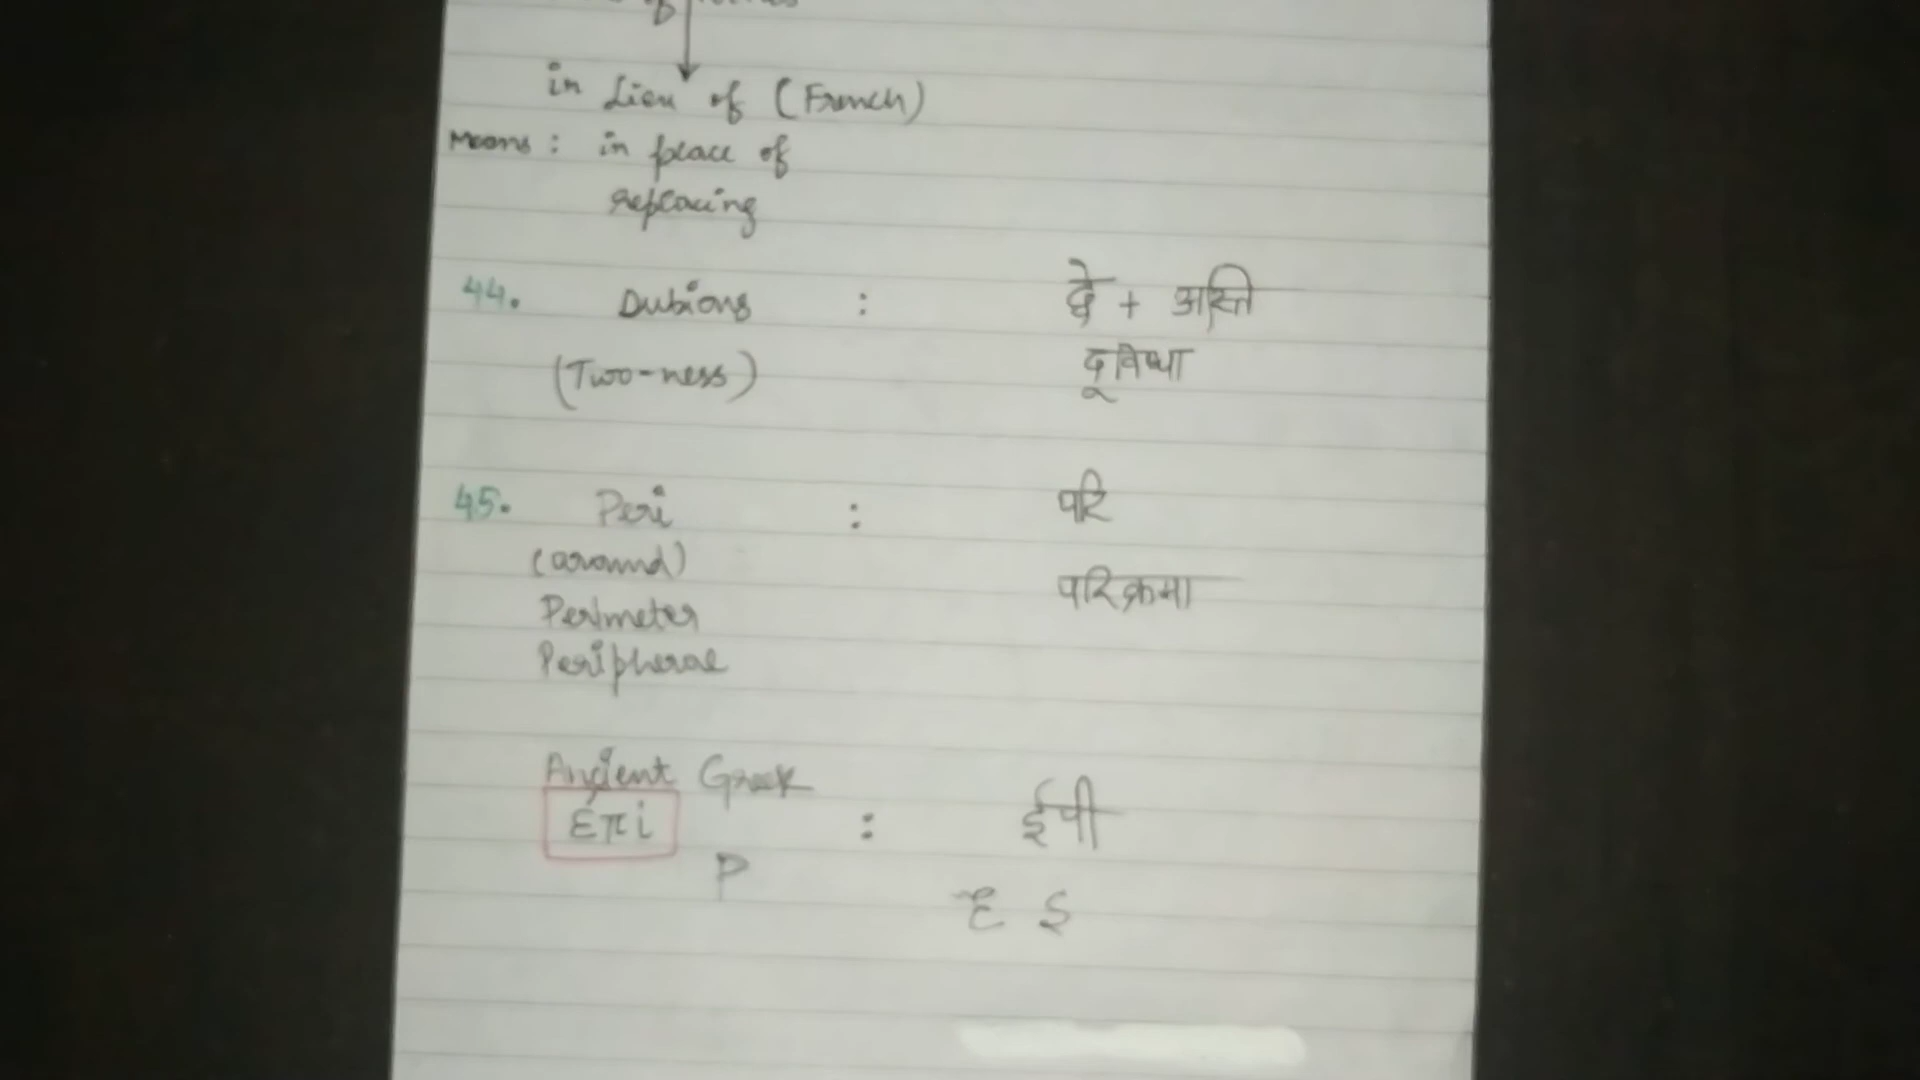 in Lieu of (French)
Means : in place of
replacing
44. Dubious : द्वे + अस्ति
(Two-ness) दूविधा
45. Peri : परि
(around)
Perimeter परिक्रमा
Peripheral
Ancient Greek
έπi : ईपी
P
ξ ડ